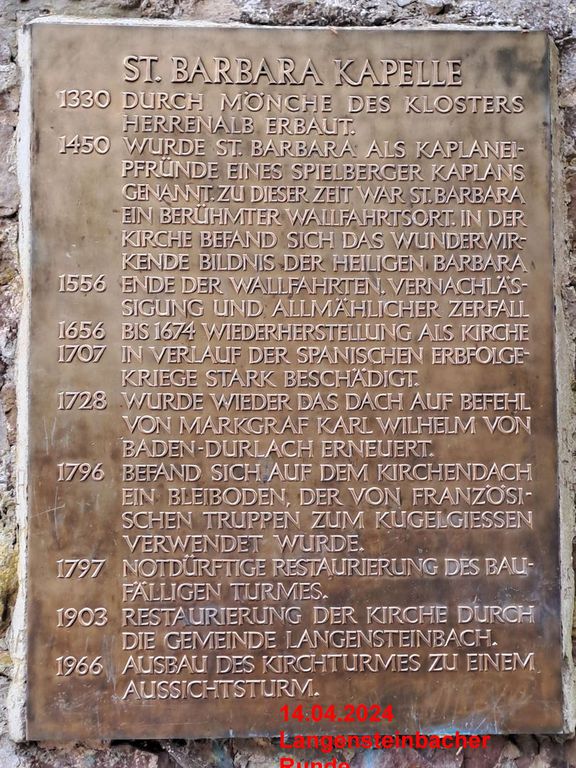 ST. BARBARA KAPELLE
1330 DURCH MÖNCHE DES KLOSTERS
HERRENALB ERBAUT.
1450 WURDE ST. BARBARA ALS KAPLANEI-
PFRÜNDE EINES SPIELBERGER KAPLANS
GENANNT. ZU DIESER ZEIT WAR ST. BARBARA
EIN BERÜHMTER WALLFAHRTSORT. IN DER
KIRCHE BEFAND SICH DAS WUNDERWIR-
KENDE BILDNIS DER HEILIGEN BARBARA
1556 ENDE DER WALLFAHRTEN, VERNACHLÄS-
SIGUNG UND ALLMÄHLICHER ZERFALL
1656 BIS 1674 WIEDERHERSTELLUNG ALS KIRCHE
1707 IN VERLAUF DER SPANISCHEN ERBFOLGE-
KRIEGE STARK BESCHÄDIGT.
1728 WURDE WIEDER DAS DACH AUF BEFEHL
VON MARKGRAF KARL WILHELM VON
BADEN-DURLACH ERNEUERT.
1796 BEFAND SICH AUF DEM KIRCHENDACH
EIN BLEIBODEN, DER VON FRANZÖSI-
SCHEN TRUPPEN ZUM KUGELGIESSEN
VERWENDET WURDE.
1797 NOTDÜRFTIGE RESTAURIERUNG DES BAU-
FÄLLIGEN TURMES.
1903 RESTAURIERUNG DER KIRCHE DURCH
DIE GEMEINDE LANGENSTEINBACH.
1966 AUSBAU DES KIRCHTURMES ZU EINEM
AUSSICHTSTURM.
14.04.2024
Langensteinbacher
Runde